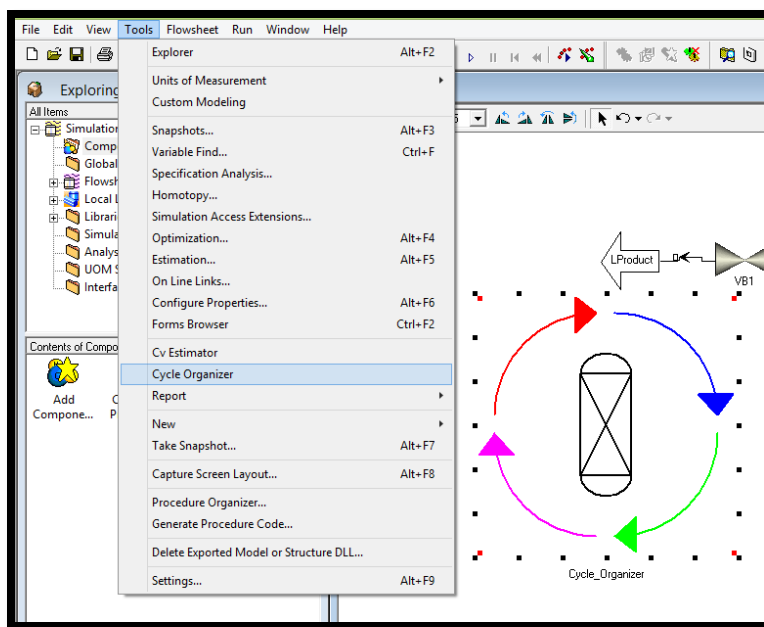 File Edit View Tools Flowsheet Run Window Help
Explorer Alt+F2
Units of Measurement
Custom Modeling
Snapshots... Alt+F3
Variable Find... Ctrl+F
Specification Analysis...
Homotopy...
Simulation Access Extensions...
Optimization... Alt+F4
Estimation... Alt+F5
On Line Links...
Configure Properties... Alt+F6
Forms Browser Ctrl+F2
Cv Estimator
Cycle Organizer
Report
New
Take Snapshot... Alt+F7
Capture Screen Layout... Alt+F8
Procedure Organizer...
Generate Procedure Code...
Delete Exported Model or Structure DLL...
Settings... Alt+F9
Exploring
All Items
Simulation
Comp
Global
Flowsh
Local L
Librari
Simula
Analys
UOM S
Interfa
Contents of Compo
Add
Compone...
LProduct
VB1
Cycle_Organizer